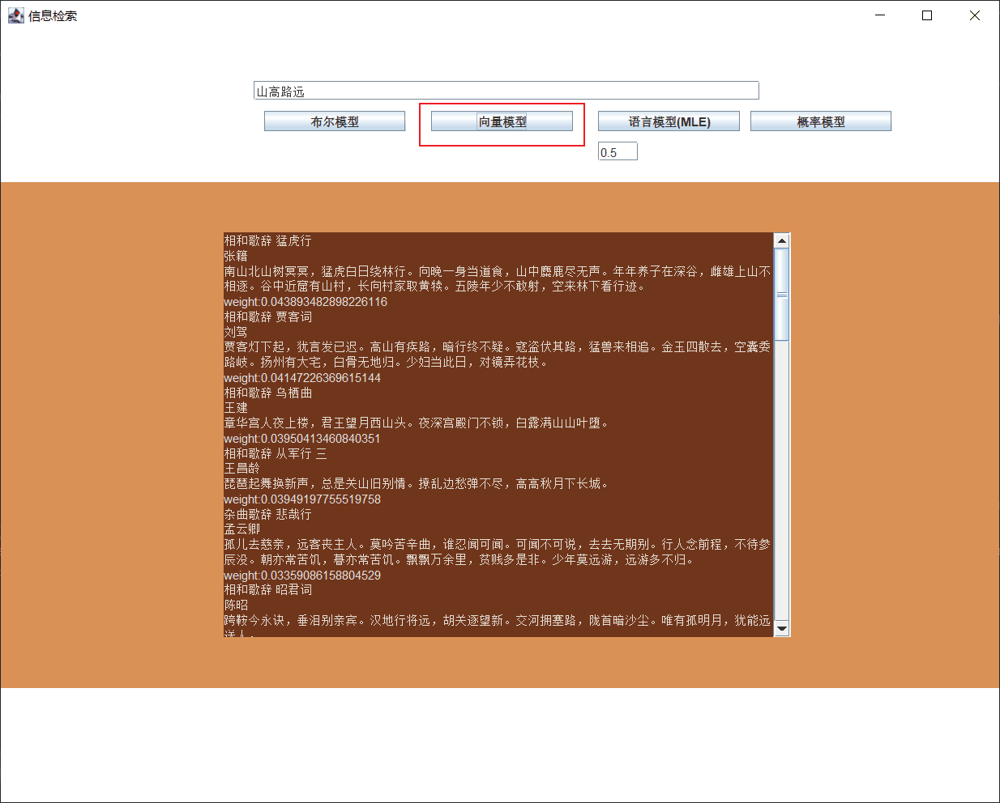 信息检索
山高路远
布尔模型 向量模型 语言模型(MLE) 概率模型
0.5
相和歌辞 猛虎行
张籍
南山北山树冥冥，猛虎白日绕林行。向晚一身当道食，山中麋鹿尽无声。年年养子在深谷，雌雄上山不
相逐。谷中近窟有山村，长向村家取黄犊。五陵年少不敢射，空来林下看行迹。
weight:0.043893482898226116
相和歌辞 贾客词
刘驾
贾客灯下起，犹言发已迟。高山有疾路，暗行终不疑。寇盗伏其路，猛兽来相追。金玉四散去，空囊委
路岐。扬州有大宅，白骨无地归。少妇当此日，对镜弄花枝。
weight:0.04147226369615144
相和歌辞 乌栖曲
王建
章华宫人夜上楼，君王望月西山头。夜深宫殿门不锁，白露满山山叶堕。
weight:0.03950413460840351
相和歌辞 从军行 三
王昌龄
琵琶起舞换新声，总是关山旧别情。撩乱边愁弹不尽，高高秋月下长城。
weight:0.03949197755519758
杂曲歌辞 悲哉行
孟云卿
孤儿去慈亲，远客丧主人。莫吟苦辛曲，谁忍闻可闻。可闻不可说，去去无期别。行人念前程，不待参
辰没。朝亦常苦饥，暮亦常苦饥。飘飘万余里，贫贱多是非。少年莫远游，远游多不归。
weight:0.03359086158804529
相和歌辞 昭君词
陈昭
跨鞍今永诀，垂泪别亲宾。汉地行将远，胡关逐望新。交河拥塞路，陇首暗沙尘。唯有孤明月，犹能远
送人。